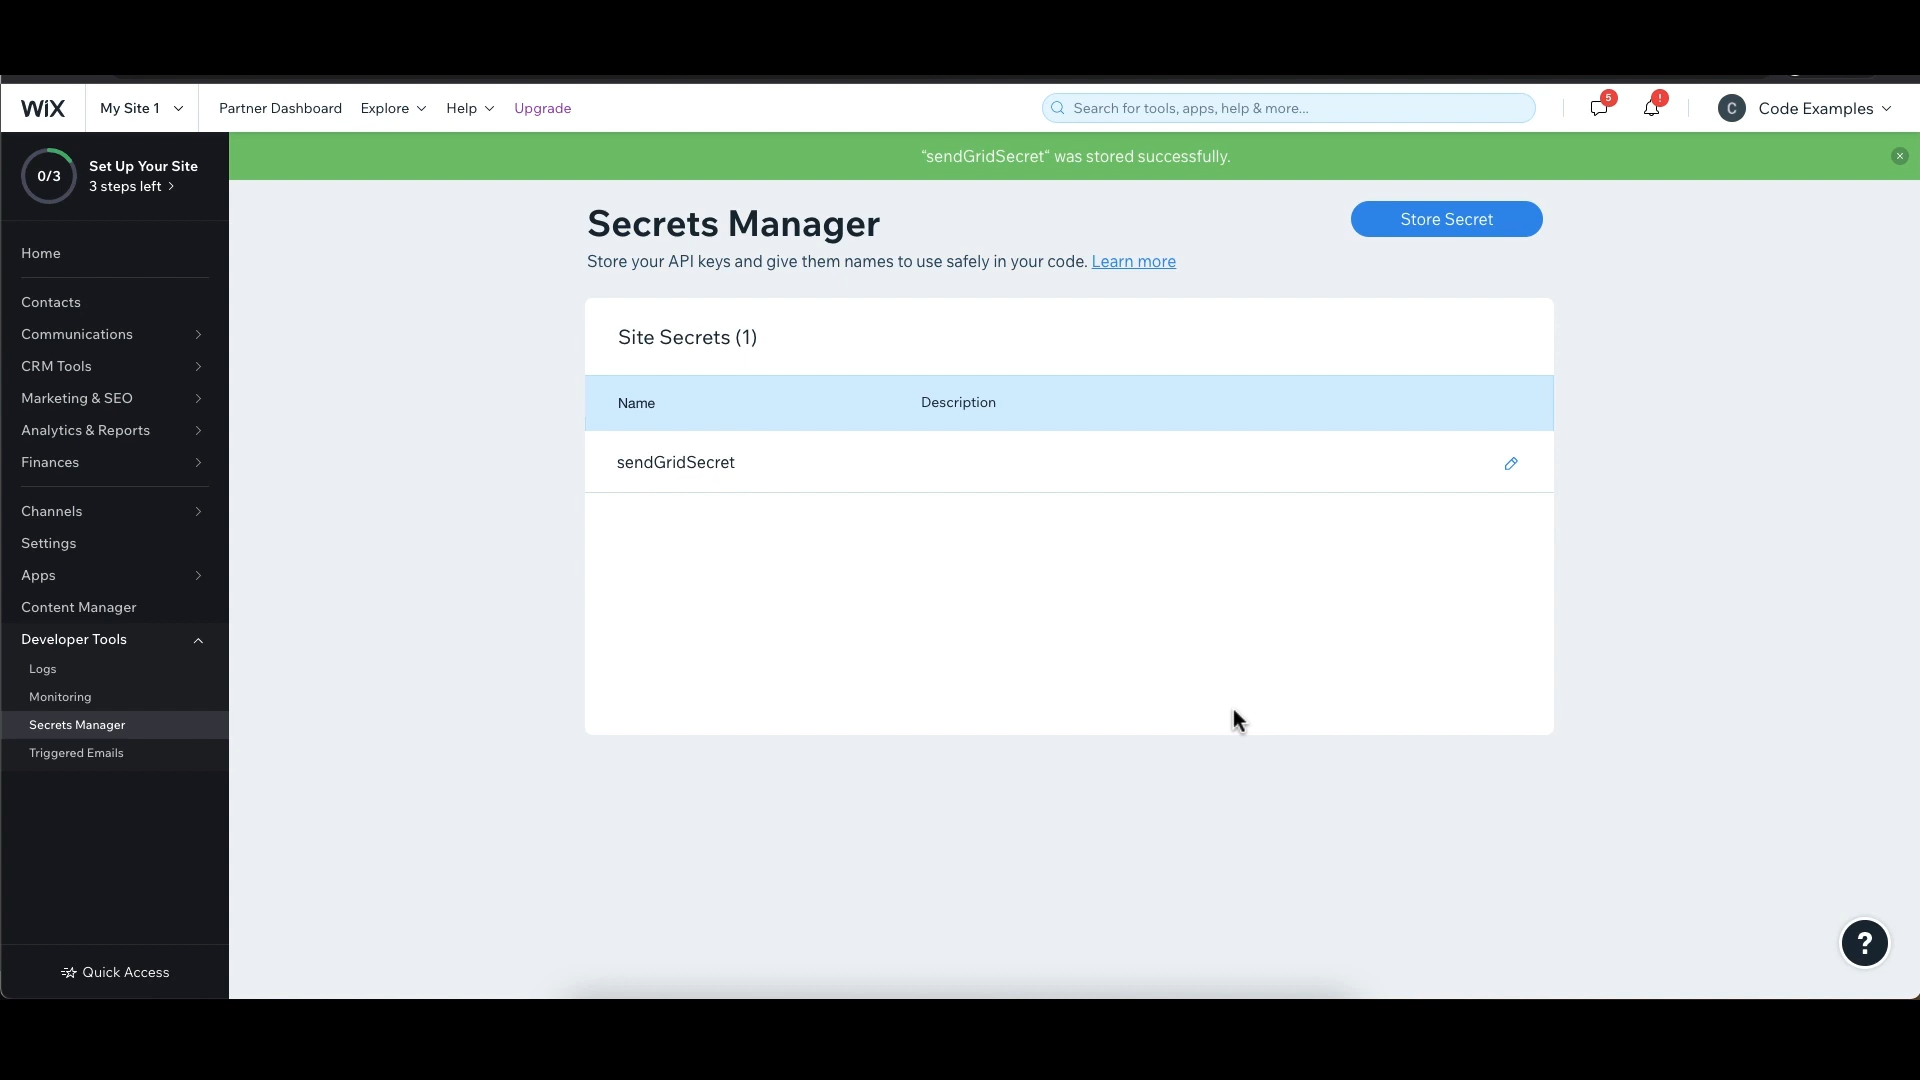 WiX
My Site 1
Partner Dashboard
Explore
Help
Upgrade
Search for tools, apps, help & more...
5
!
C
Code Examples
0/3
Set Up Your Site
3 steps left
"sendGridSecret" was stored successfully.
Home
Contacts
Communications
CRM Tools
Marketing & SEO
Analytics & Reports
Finances
Channels
Settings
Apps
Content Manager
Developer Tools
Logs
Monitoring
Secrets Manager
Triggered Emails
Quick Access
Secrets Manager
Store Secret
Store your API keys and give them names to use safely in your code. Learn more
Site Secrets (1)
Name
Description
sendGridSecret
?